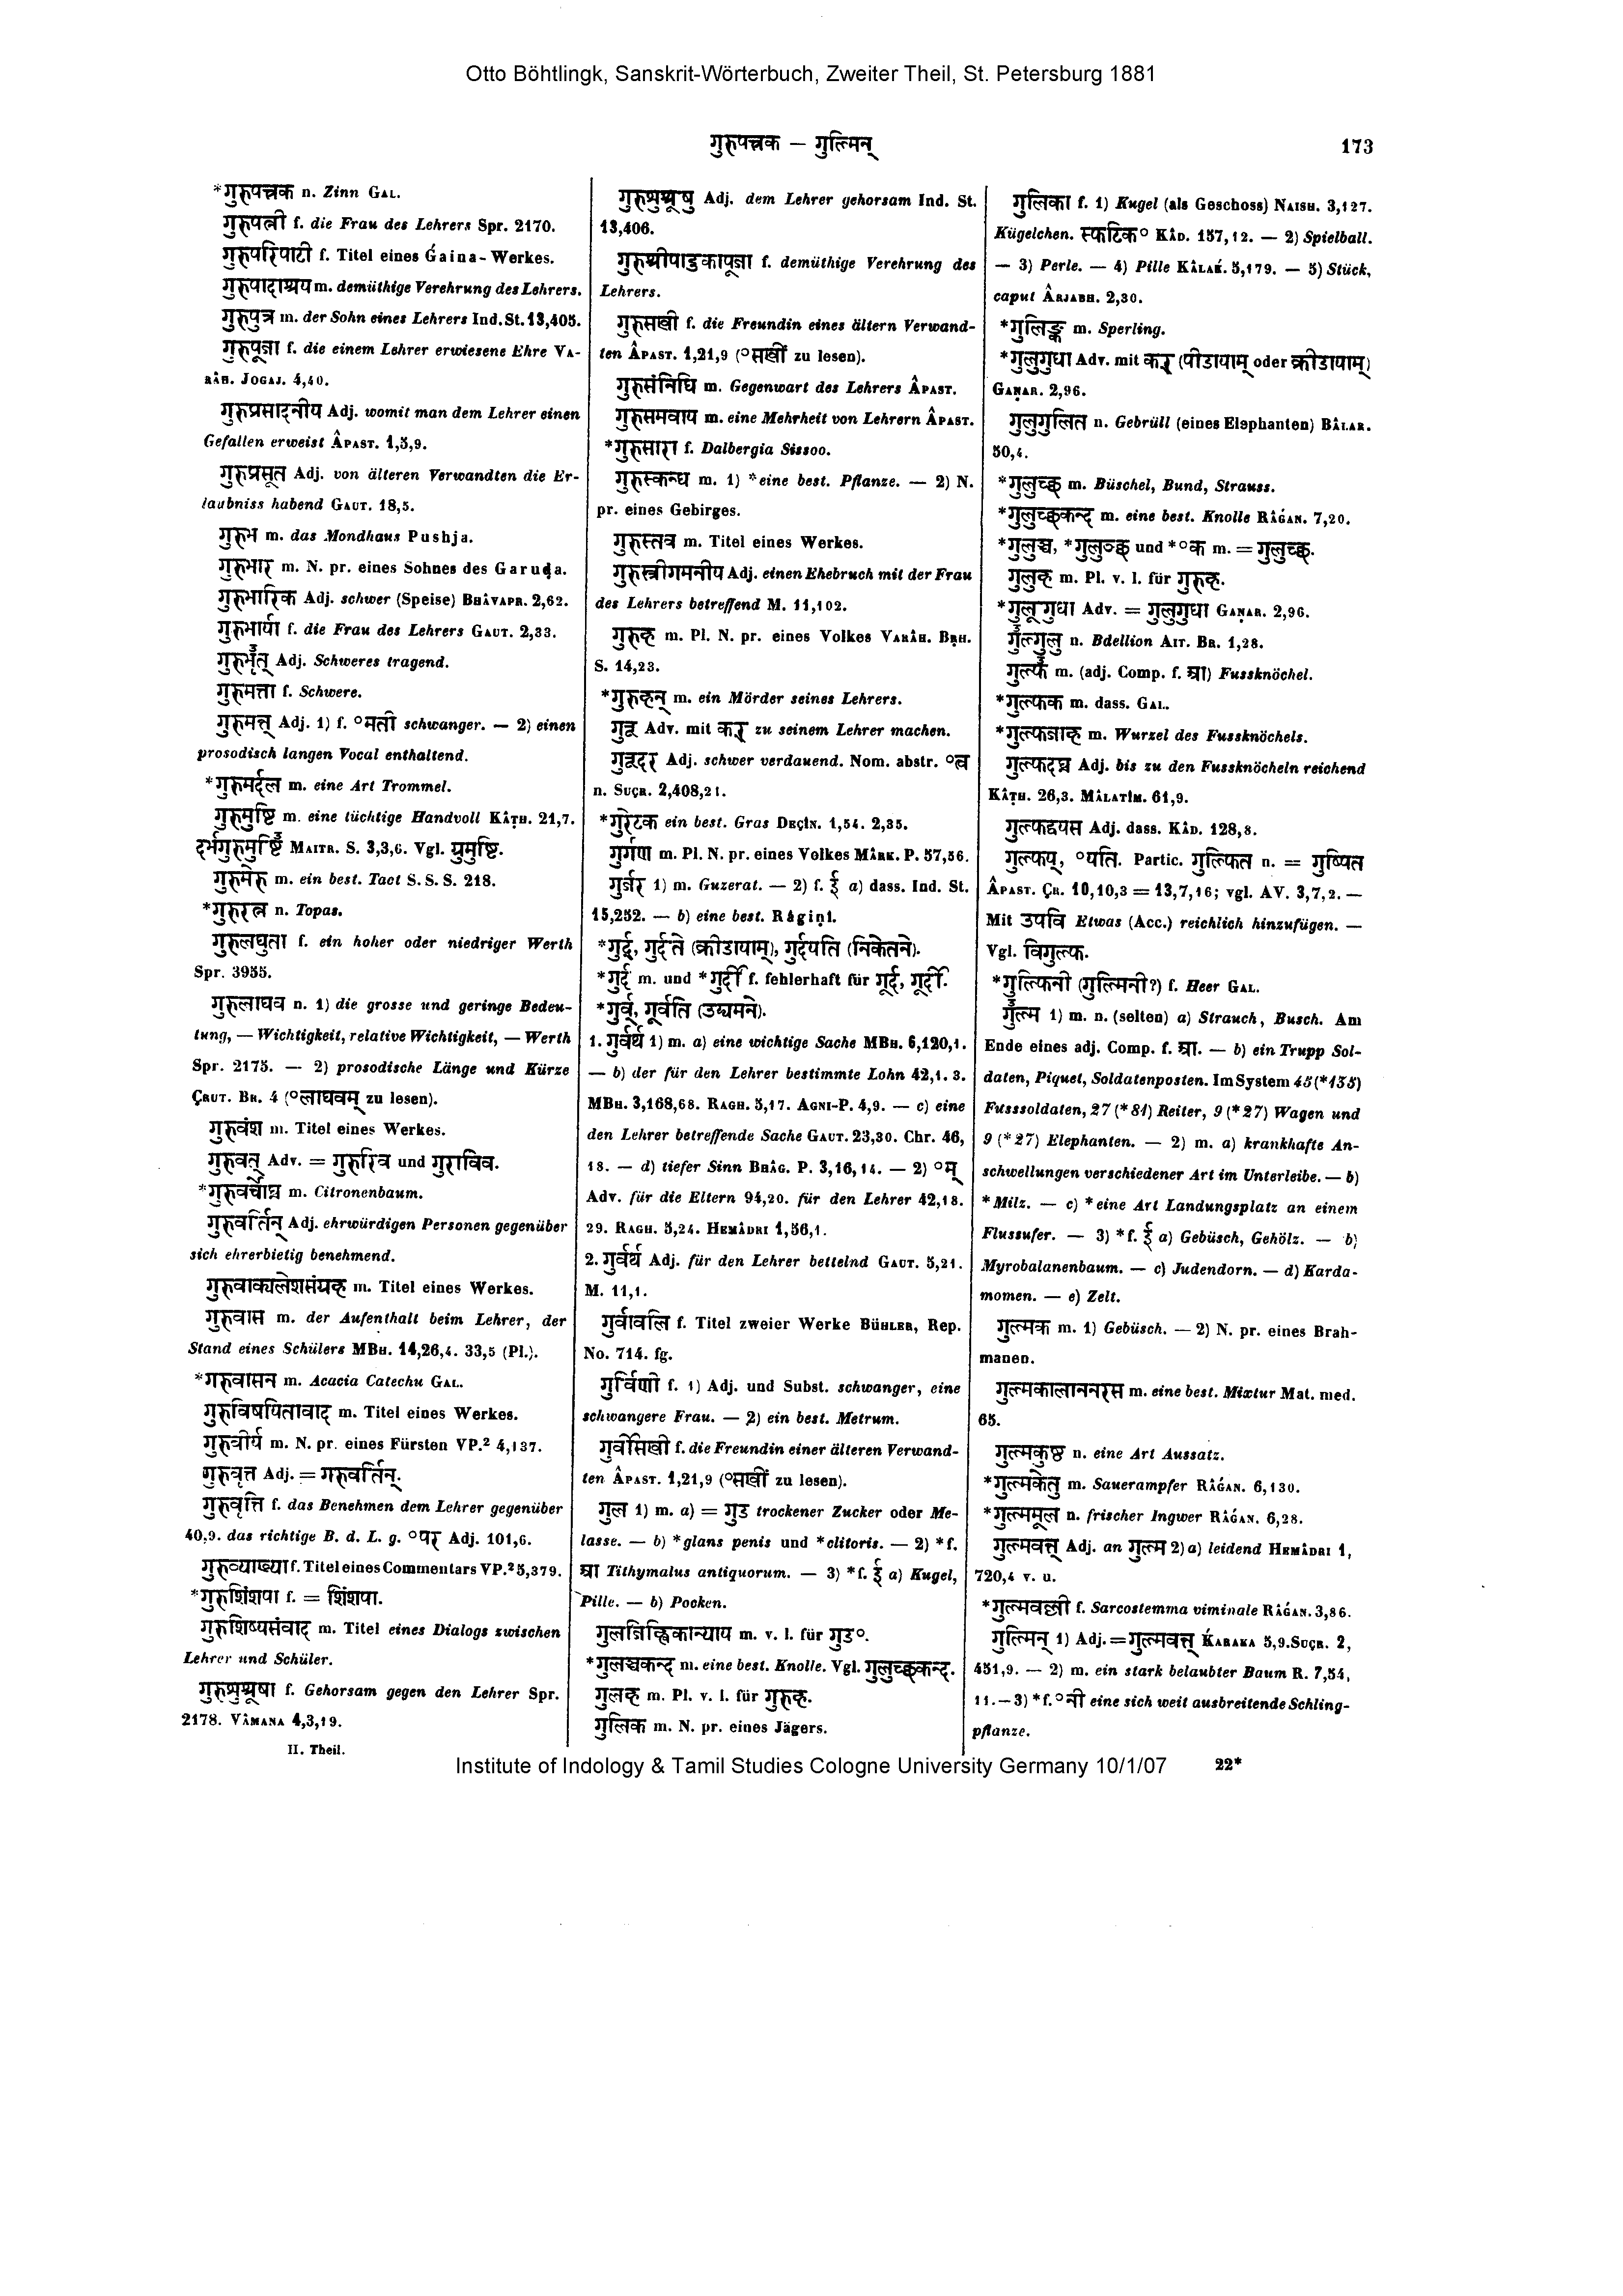 Otto Böhtlingk, Sanskrit-Wörterbuch, Zweiter Theil, St. Petersburg 1881
गुरुपत्त्रक — गुल्मिन्
173
*गुरुपत्त्रक n. Zinn GAL.
गुरुपत्नी f. die Frau des Lehrers Spr. 2170.
गुरुपरिपाटी f. Titel eines Ǵaina-Werkes.
गुरुपादाश्रय m. demüthige Verehrung des Lehrers.
गुरुपुत्र m. der Sohn eines Lehrers Ind. St. 13,405.
गुरुपूजा f. die einem Lehrer erwiesene Ehre VA-
RÂH. JOGAJ. 4,40.
गुरुप्रसादनीय Adj. womit man dem Lehrer einen
Gefallen erweist ÂPAST. 1,5,9.
गुरुप्रसूत Adj. von älteren Verwandten die Er-
laubniss habend GAUT. 18,5.
गुरुभ m. das Mondhaus Pushja.
गुरुभार m. N. pr. eines Sohnes des Garuḍa.
गुरुभारिक Adj. schwer (Speise) BHÂVAPR. 2,62.
गुरुभार्या f. die Frau des Lehrers GAUT. 2,33.
गुरुभृत् Adj. Schweres tragend.
गुरुमत्ता f. Schwere.
गुरुमत्त् Adj. 1) f. °मती schwanger. — 2) einen
prosodisch langen Vocal enthaltend.
*गुरुमर्दल m. eine Art Trommel.
गुरुमुष्टि m. eine tüchtige Handvoll KÂṬH. 21,7.
दर्भगुरुमुष्टि MAITR. S. 3,3,6. Vgl. ग्रुमुष्टि.
गुरुमेरु m. ein best. Tact S. S. S. 218.
*गुरुरत्न n. Topas.
गुरुलघुता f. ein hoher oder niedriger Werth
Spr. 3955.
गुरुलाघव n. 1) die grosse und geringe Bedeu-
tung, — Wichtigkeit, relative Wichtigkeit, — Werth
Spr. 2175. — 2) prosodische Länge und Kürze
ÇRUT. BR. 4 (°लाघवम् zu lesen).
गुरुवंश m. Titel eines Werkes.
गुरुवत् Adv. = गुरुरिव und गुराविव.
*गुरुवर्चोघ्न m. Citronenbaum.
गुरुवर्तिन् Adj. ehrwürdigen Personen gegenüber
sich ehrerbietig benehmend.
गुरुवाक्यलेशसंग्रह m. Titel eines Werkes.
गुरुवास m. der Aufenthalt beim Lehrer, der
Stand eines Schülers MBH. 14,26,4. 33,5 (Pl.).
*गरुवासन m. Acacia Catechu GAL.
गुरुविषयितावाद m. Titel eines Werkes.
गुरुवीर्य m. N. pr. eines Fürsten VP.² 4,137.
गुरुवृत्त Adj. = गरुवर्तिन्.
गुरुवृत्ति f. das Benehmen dem Lehrer gegenüber
40,9. das richtige B. d. L. g. °पर Adj. 101,6.
गुरुव्याख्या f. Titel eines Commentars VP.² 5,379.
*गुरुशिंशपा f. = शिंशपा.
गुरुशिष्यसंवाद m. Titel eines Dialogs zwischen
Lehrer und Schüler.
गुरुशुश्रूषा f. Gehorsam gegen den Lehrer Spr.
2178. VÂMANA 4,3,19.
II. Theil.
गुरुशुश्रूषु Adj. dem Lehrer gehorsam Ind. St.
13,406.
गुरुश्रीपादुकापूजा f. demüthige Verehrung des
Lehrers.
गुरुसखी f. die Freundin eines ältern Verwand-
ten ÂPAST. 1,21,9 (°सखीं zu lesen).
गुरुसंनिधि m. Gegenwart des Lehrers ÂPAST.
गुरुसमवाय m. eine Mehrheit von Lehrern ÂPAST.
*गुरुसारा f. Dalbergia Sissoo.
गुरुस्कन्ध m. 1) *eine best. Pflanze. — 2) N.
pr. eines Gebirges.
गुरुस्तव m. Titel eines Werkes.
गुरुस्त्रीगमनीय Adj. einen Ehebruch mit der Frau
des Lehrers betreffend M. 11,102.
गुरुह m. Pl. N. pr. eines Volkes VARÂH. BṚH.
S. 14,23.
*गुरुहन् m. ein Mörder seines Lehrers.
गुरू Adv. mit कर् zu seinem Lehrer machen.
गुरूदर Adj. schwer verdauend. Nom. abstr. °त्व
n. SUÇR. 2,408,21.
*गुरेटक ein best. Gras DEÇÎN. 1,54. 2,35.
गुर्गण m. Pl. N. pr. eines Volkes MÂRK. P. 57,56.
गुर्जर 1) m. Guzerat. — 2) f. ई a) dass. Ind. St.
15,252. — b) eine best. Râgiṇî.
*गुर्द्, गुर्दते (क्रीडायाम्), गुर्दयति (निकेतने).
*गुर्द m. und *गुर्दी f. fehlerhaft für गूर्द, गूर्दी.
*गुर्व्, गूर्वति (उद्यमने).
1. गुर्वर्थ 1) m. a) eine wichtige Sache MBH. 6,120,1.
— b) der für den Lehrer bestimmte Lohn 42,1. 3.
MBH. 3,168,68. RAGH. 5,17. AGNI-P. 4,9. — c) eine
den Lehrer betreffende Sache GAUT. 23,30. Chr. 46,
18. — d) tiefer Sinn BHÂG. P. 3,16,14. — 2) °म्
Adv. für die Eltern 94,20. für den Lehrer 42,18.
29. RAGH. 5,24. HEMÂDRI 1,56,1.
2. गुर्वर्थ Adj. für den Lehrer bettelnd GAUT. 5,21.
M. 11,1.
गुर्वावलि f. Titel zweier Werke BÜHLER, Rep.
No. 714. fg.
गुर्विणी f. 1) Adj. und Subst. schwanger, eine
schwangere Frau. — 2) ein best. Metrum.
गुर्वेसिखी f. die Freundin einer älteren Verwand-
ten ÂPAST. 1,21,9 (°सखीं zu lesen).
गुल 1) m. a) = गुड trockener Zucker oder Me-
lasse. — b) *glans penis und *clitoris. — 2) *f.
आ Tithymalus antiquorum. — 3) *f. ई a) Kugel,
Pille. — b) Pocken.
गुलजिह्विकान्याय m. v. l. für गुड°.
*गुलञ्चकन्द m. eine best. Knolle. Vgl. गुलुच्छकन्द.
गुलह m. Pl. v. l. für गुरुह.
गुलिक m. N. pr. eines Jägers.
गुलिका f. 1) Kugel (als Geschoss) NAISH. 3,127.
Kügelchen. स्फटिक° KÂD. 157,12. — 2) Spielball.
— 3) Perle. — 4) Pille KÂLAḰ. 5,179. — 5) Stück,
caput ÂRJABH. 2,30.
*गुलिङ्क m. Sperling.
*गुलुगुधा Adv. mit कर् (पीडायाम् oder क्रीडायाम्)
GAṆAR. 2,96.
गुलुगुलित n. Gebrüll (eines Elephanten) BÂLAR.
50,4.
*गुलुच्छ m. Büschel, Bund, Strauss.
*गुलुच्छकन्द m. eine best. Knolle RÂǴAN. 7,20.
*गुलुञ्च, *गुलुञ्छ und *°क m. = गुलुच्छ.
गुलुह m. Pl. v. l. für गुरुह.
*गुलूगुधा Adv. = गुलुगुधा GAṆAR. 2,96.
गुल्गुलु n. Bdellion AIT. BR. 1,28.
गुल्फ m. (adj. Comp. f. आ) Fussknöchel.
*गुल्फक m. dass. GAL.
*गुल्फजाह m. Wurzel des Fussknöchels.
गुल्फदघ्न Adj. bis zu den Fussknöcheln reichend
KÂṬH. 26,3. MÂLATÎM. 61,9.
गुल्फद्वयस Adj. dass. KÂD. 128,8.
गुल्फय्, °यति. Partic. गुल्फित n. = गुष्पित
ÂPAST. ÇR. 10,10,3 = 13,7,16; vgl. AV. 3,7,2. —
Mit उपवि Etwas (Acc.) reichlich hinzufügen. —
Vgl. विगुल्फ.
*गुल्फिनी (गुल्मिनी?) f. Heer GAL.
गुल्म 1) m. n. (selten) a) Strauch, Busch. Am
Ende eines adj. Comp. f. आ. — b) ein Trupp Sol-
daten, Piquet, Soldatenposten. Im System 45 (*135)
Fusssoldaten, 27 (*81) Reiter, 9 (*27) Wagen und
9 (*27) Elephanten. — 2) m. a) krankhafte An-
schwellungen verschiedener Art im Unterleibe. — b)
*Milz. — c) *eine Art Landungsplatz an einem
Flussufer. — 3) *f. ई a) Gebüsch, Gehölz. — b)
Myrobalanenbaum. — c) Judendorn. — d) Karda-
momen. — e) Zelt.
गुल्मक m. 1) Gebüsch. — 2) N. pr. eines Brah-
manen.
गुल्मकालाननरस m. eine best. Mixtur Mat. med.
65.
गुल्मकुष्ठ n. eine Art Aussatz.
*गुल्मकेतु m. Sauerampfer RÂǴAN. 6,130.
*गुल्ममूल n. frischer Ingwer RÂǴAN. 6,28.
गुल्मवत्त् Adj. an गुल्म 2) a) leidend HEMÂDRI 1,
720,4 v. u.
*गुल्मवल्ली f. Sarcostemma viminale RÂǴAN. 3,86.
गुल्मिन् 1) Adj. = गुल्मवत्त् ḰARAKA 5,9. SUÇR. 2,
451,9. — 2) m. ein stark belaubter Baum R. 7,54,
11. — 3) *f. °नी eine sich weit ausbreitende Schling-
pflanze.
Institute of Indology & Tamil Studies Cologne University Germany 10/1/07
22*